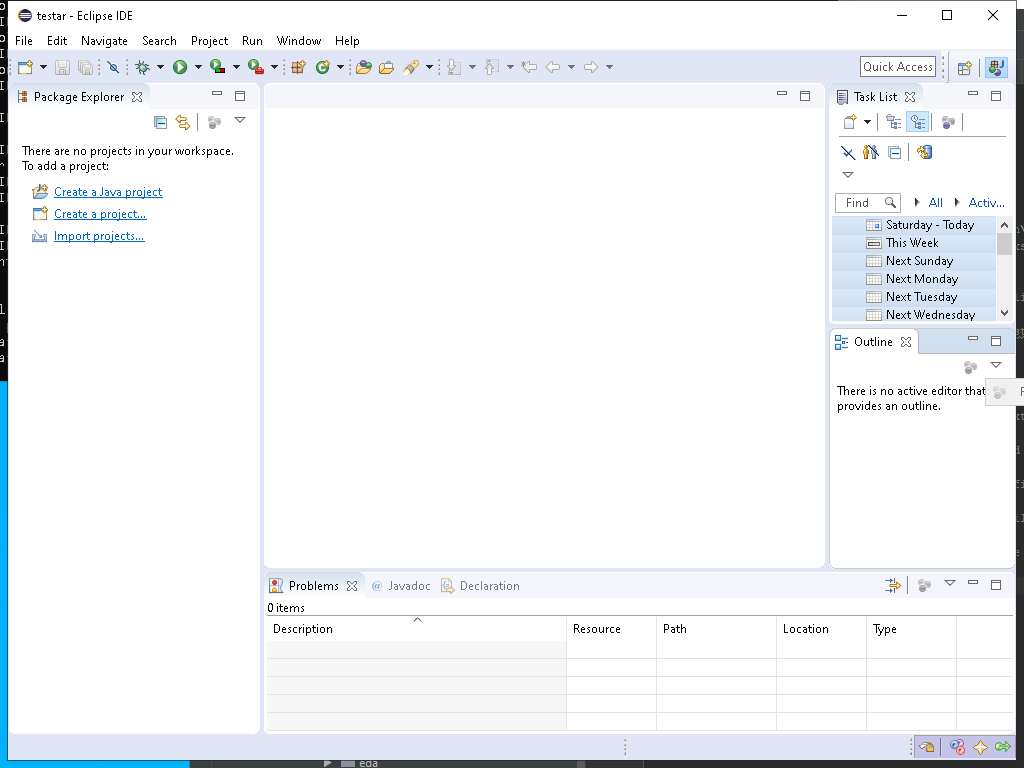 testar - Eclipse IDE
File Edit Navigate Search Project Run Window Help
Quick Access
Package Explorer
There are no projects in your workspace.
To add a project:
Create a Java project
Create a project...
Import projects...
Task List
Find All Activ...
Saturday - Today
This Week
Next Sunday
Next Monday
Next Tuesday
Next Wednesday
Outline
There is no active editor that
provides an outline.
Problems @ Javadoc Declaration
0 items
Description Resource Path Location Type
eda